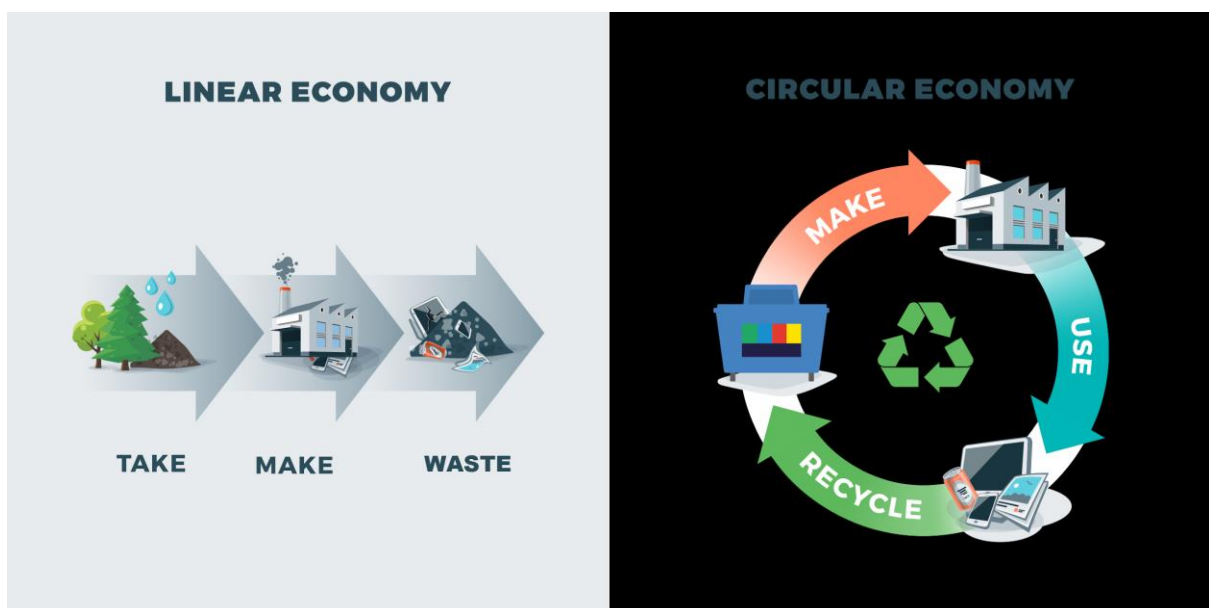 LINEAR ECONOMY
TAKE
MAKE
WASTE
CIRCULAR ECONOMY
MAKE
USE
RECYCLE